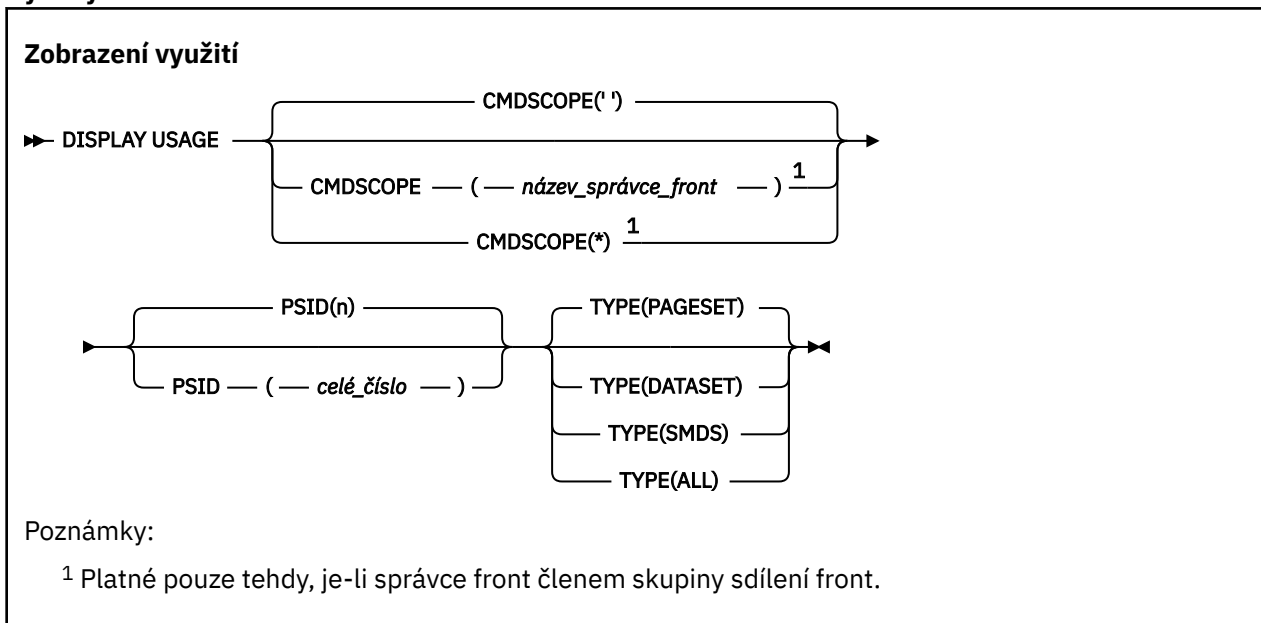 Zobrazení využití
CMDSCOPE(' ')
DISPLAY USAGE
CMDSCOPE ( název_správce_front ) 1
CMDSCOPE(*) 1
PSID(n) TYPE(PAGESET)
PSID ( celé_číslo ) TYPE(DATASET)
TYPE(SMDS)
TYPE(ALL)
Poznámky:
1 Platné pouze tehdy, je-li správce front členem skupiny sdílení front.